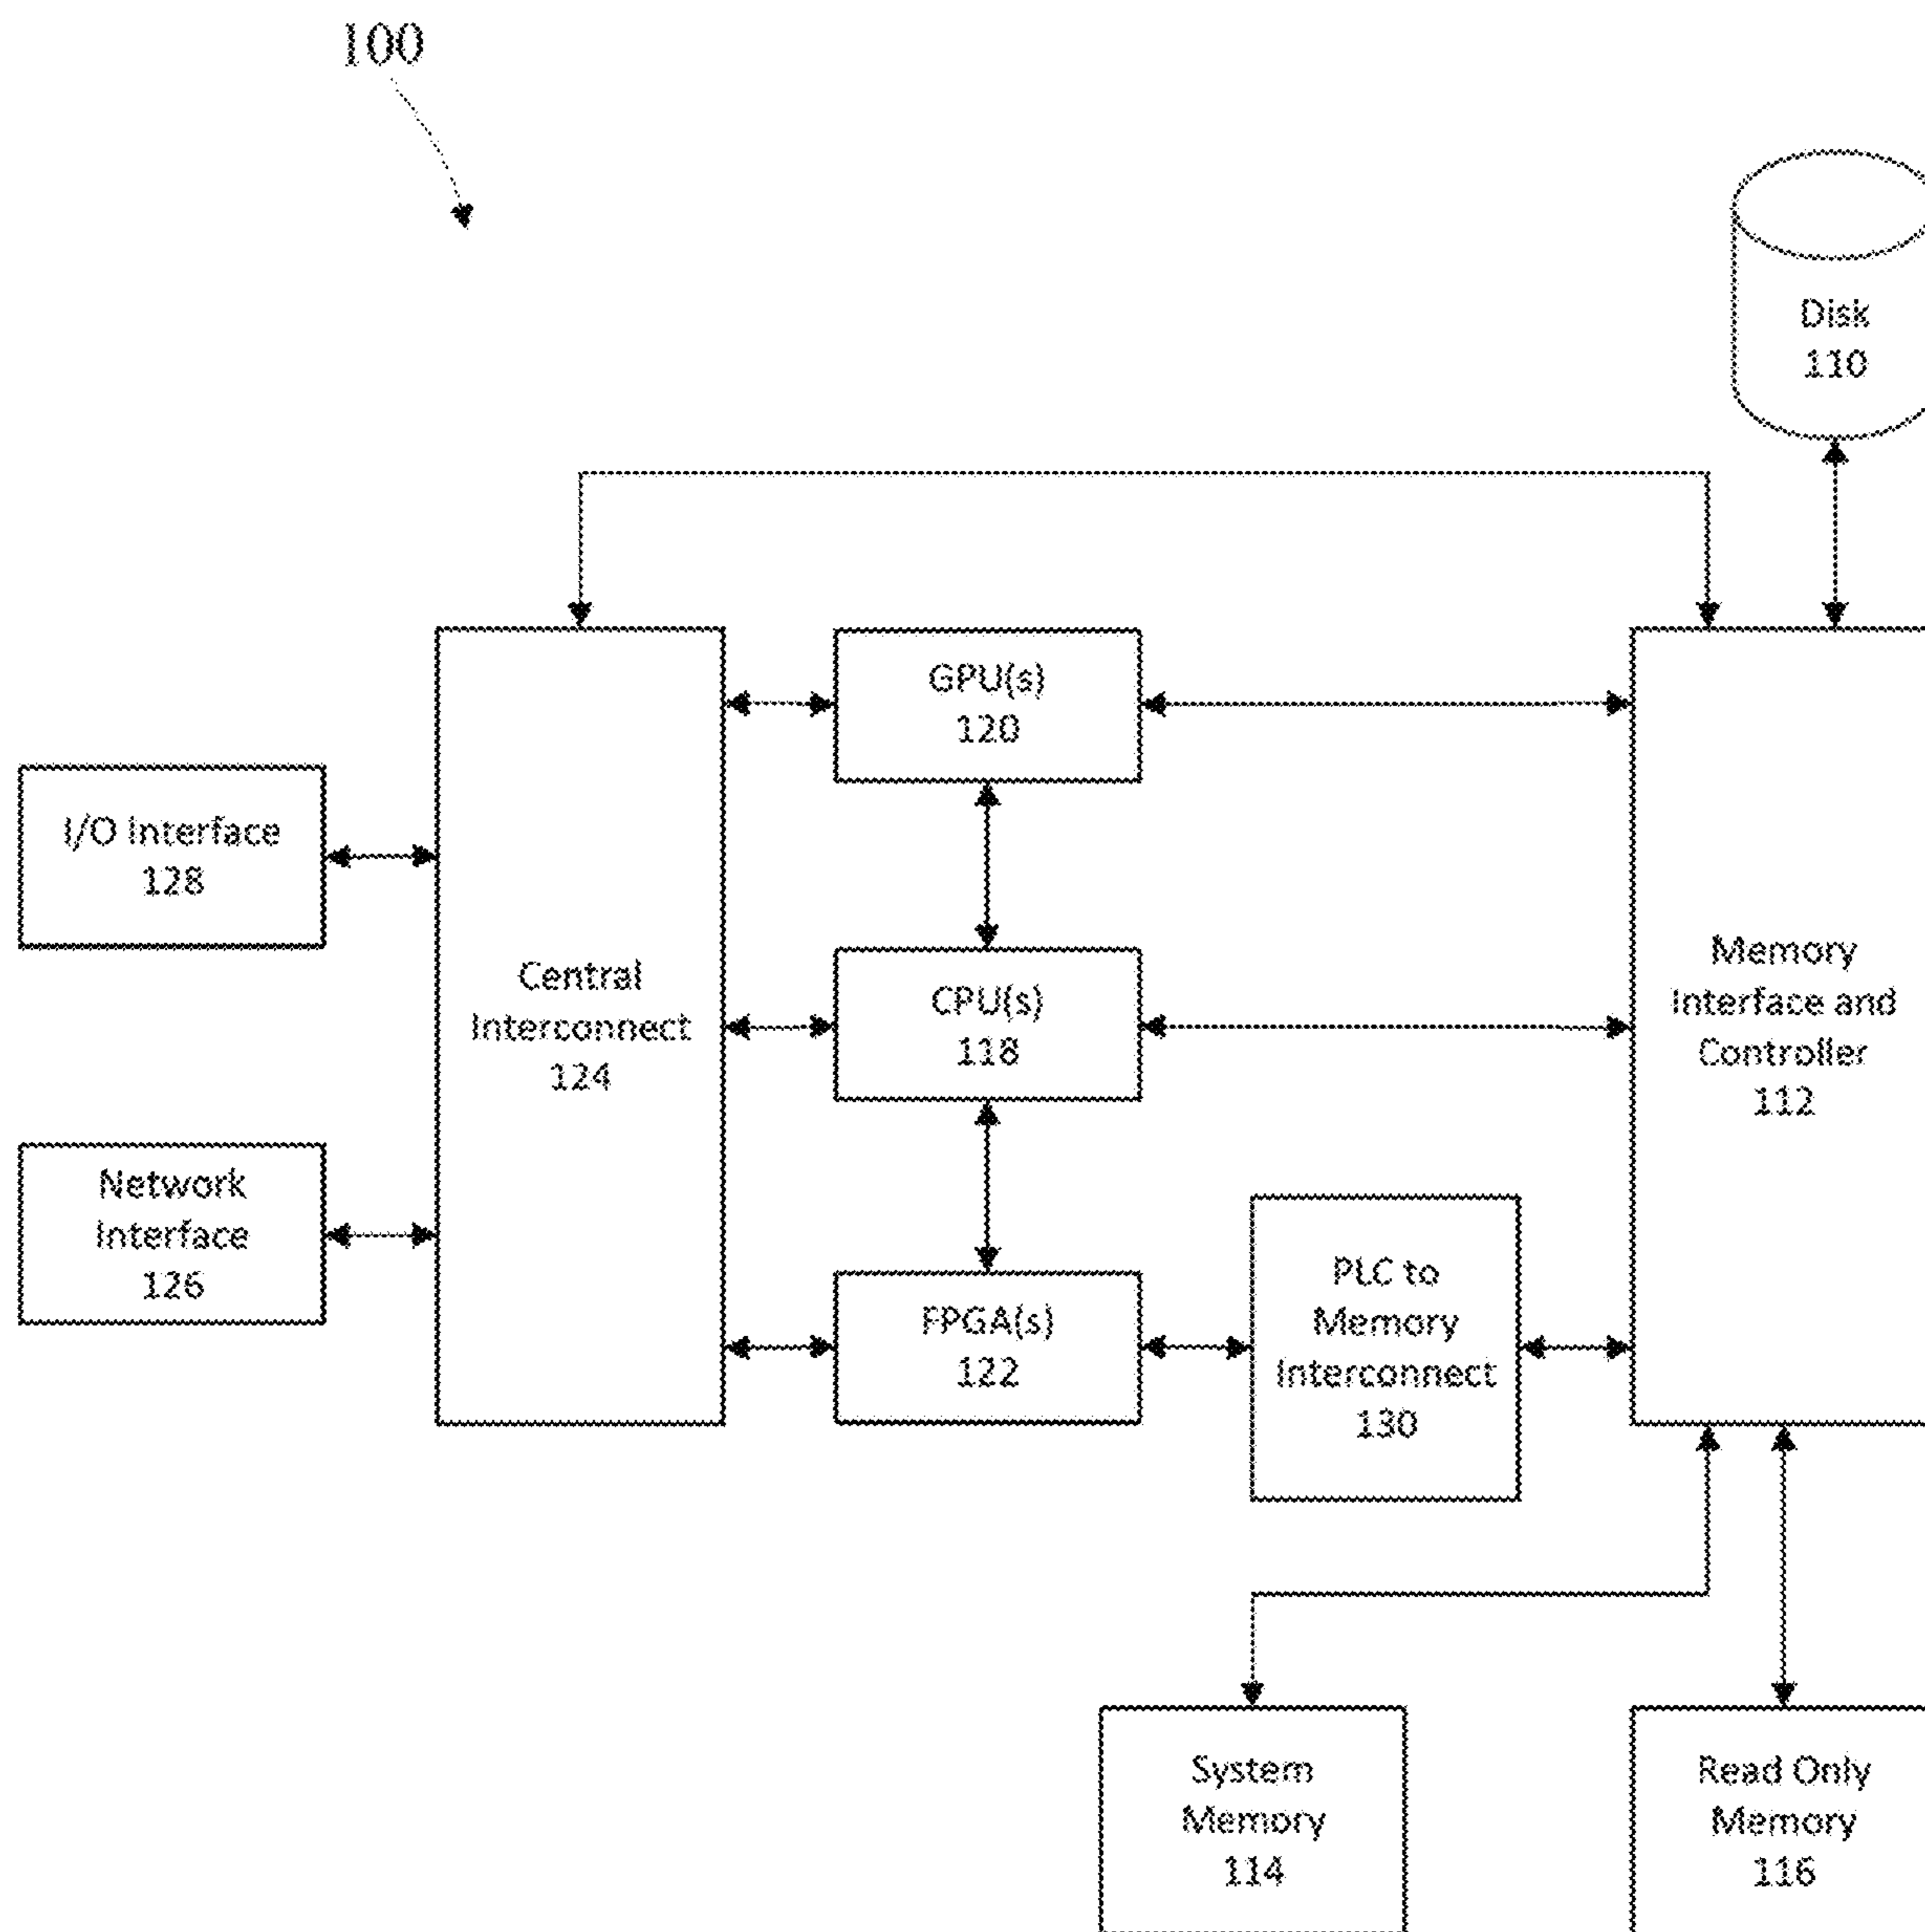 100
Disk
110
GPU(s)
120
I/O Interface
128
Central
Interconnect
124
CPU(s)
118
Memory
Interface and
Controller
112
Network
Interface
126
FPGA(s)
122
PLC to
Memory
Interconnect
130
System
Memory
114
Read Only
Memory
116